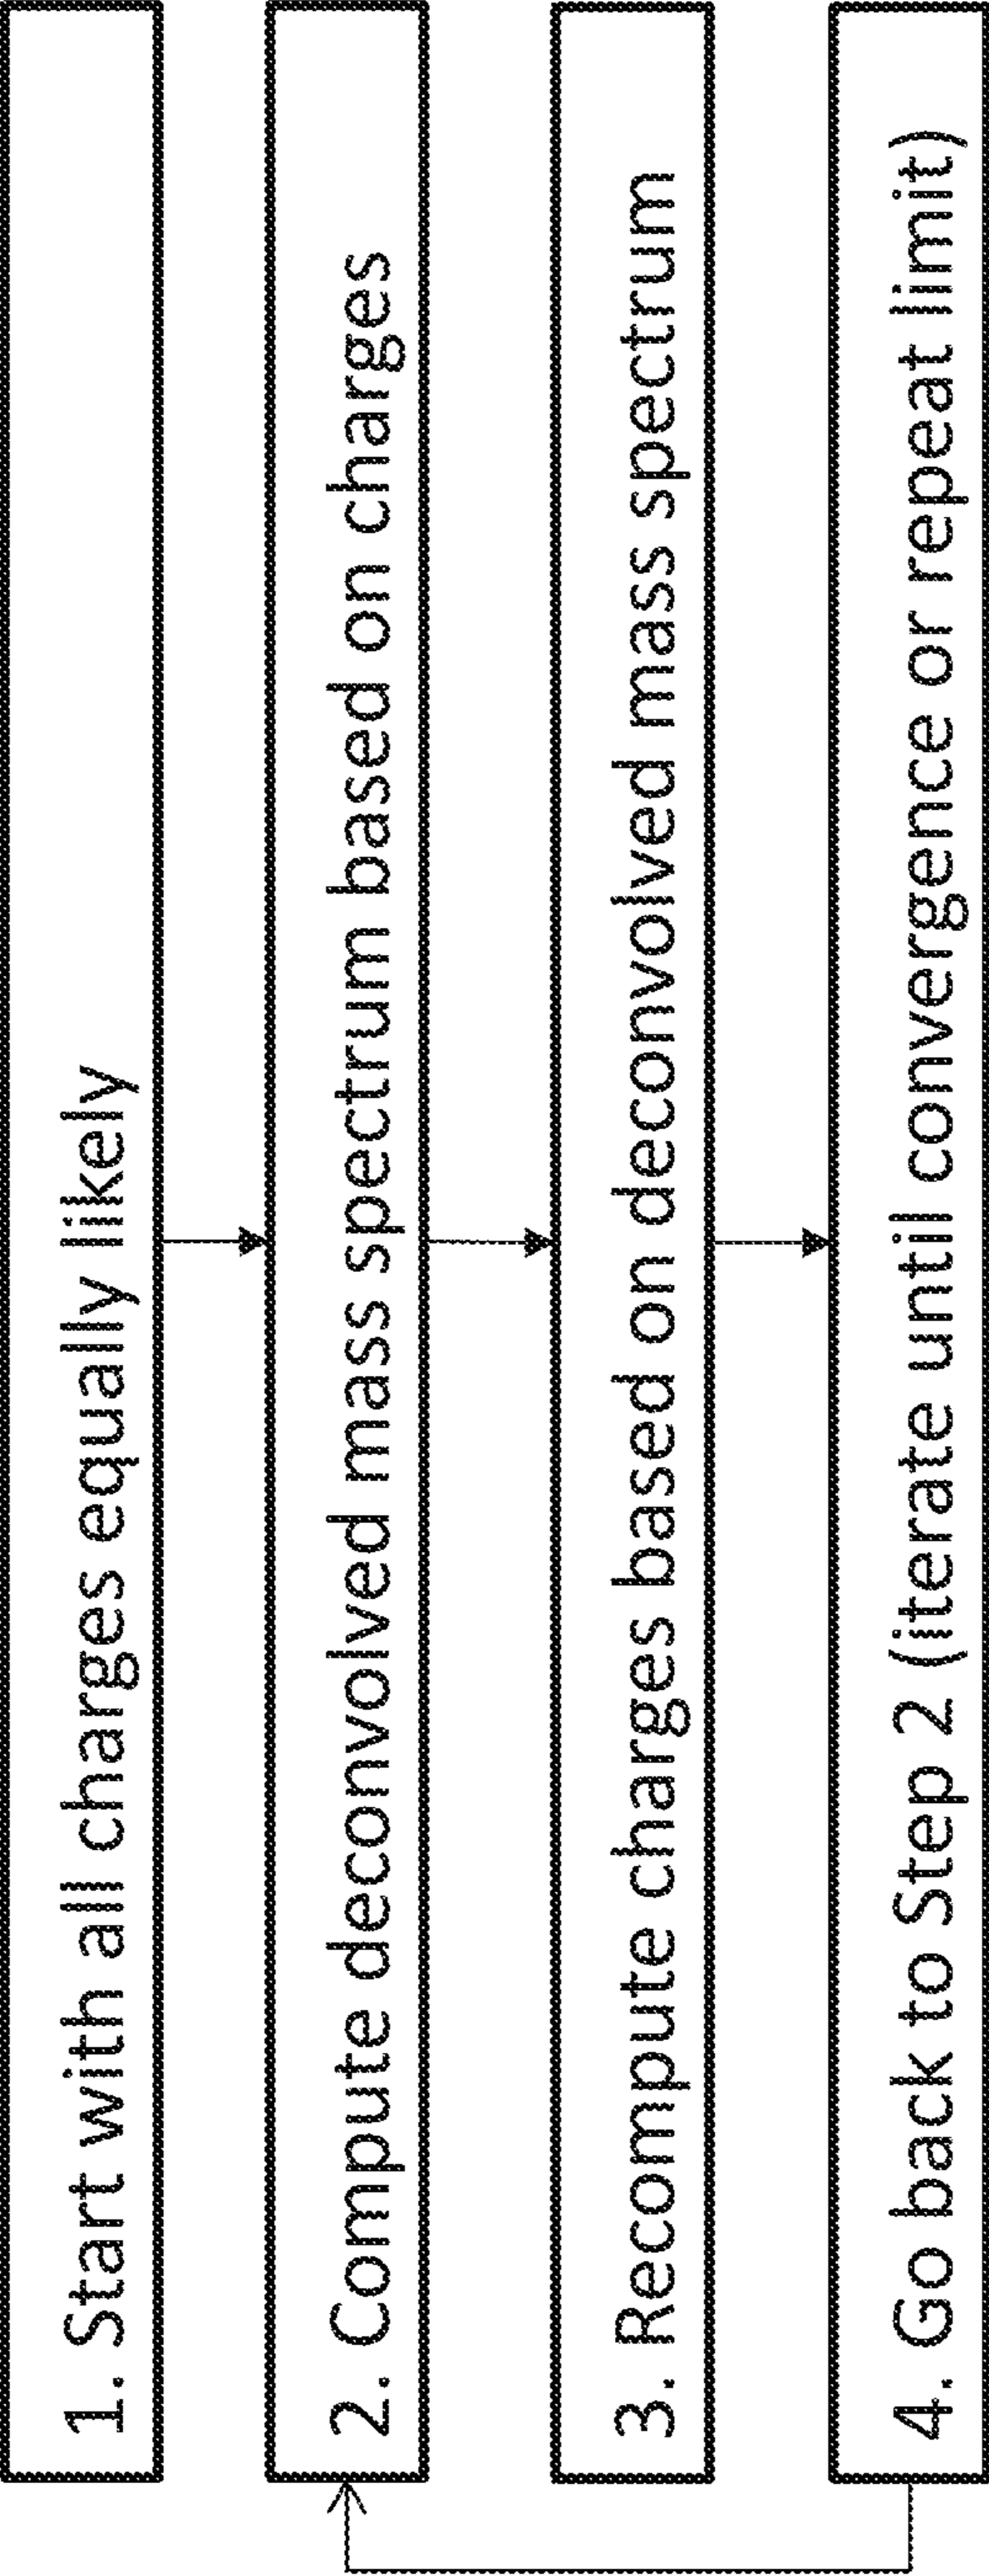 1. Start with all charges equally likely
2. Compute deconvolved mass spectrum based on charges
3. Recompute charges based on deconvolved mass spectrum
4. Go back to Step 2 (iterate until convergence or repeat limit)